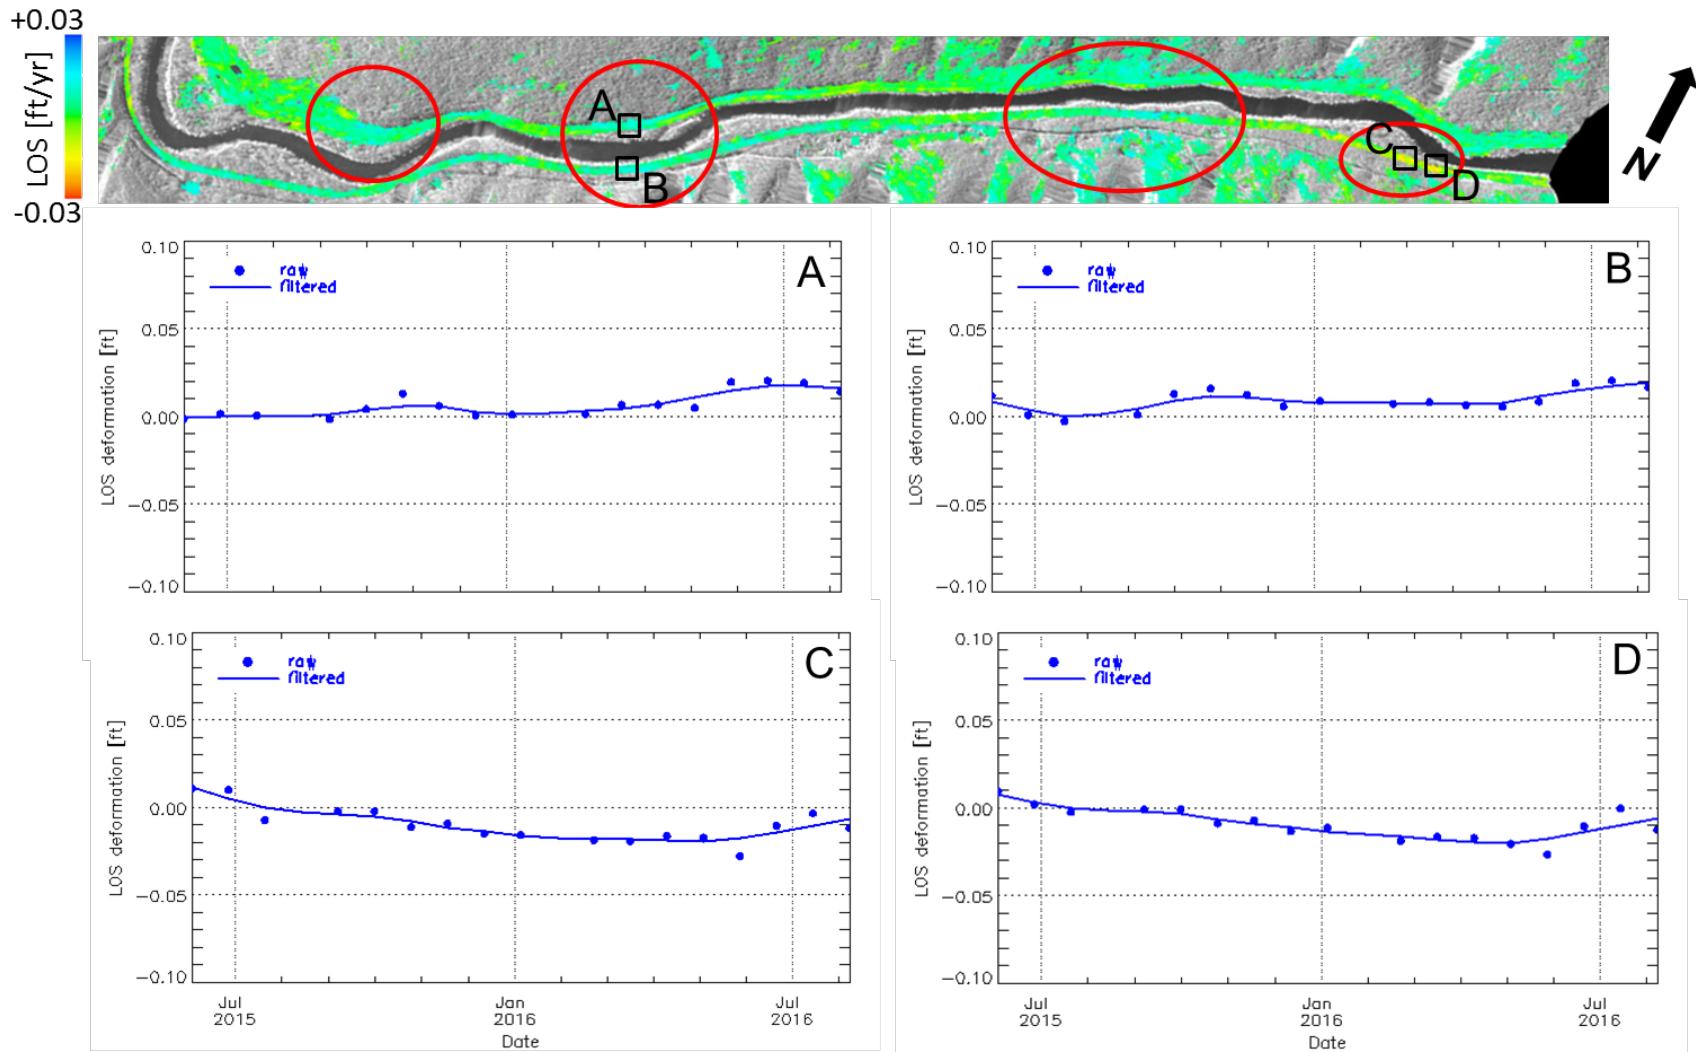 +0.03
LOS [ft/yr]
-0.03
A
B
C
D
N
A
raw
filtered
0.10
0.05
0.00
-0.05
-0.10
LOS deformation [ft]
B
raw
filtered
0.10
0.05
0.00
-0.05
-0.10
LOS deformation [ft]
C
raw
filtered
0.10
0.05
0.00
-0.05
-0.10
LOS deformation [ft]
Jul
2015
Jan
2016
Jul
2016
Date
D
raw
filtered
0.10
0.05
0.00
-0.05
-0.10
LOS deformation [ft]
Jul
2015
Jan
2016
Jul
2016
Date